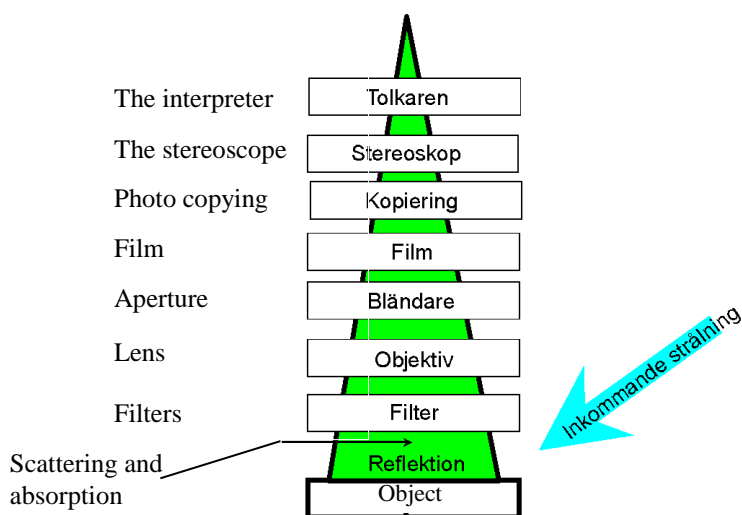 The interpreter
Tolkaren
The stereoscope
Stereoskop
Photo copying
Kopiering
Film
Film
Aperture
Bländare
Lens
Objektiv
Inkommande strålning
Filters
Filter
Scattering and
absorption
Reflektion
Object